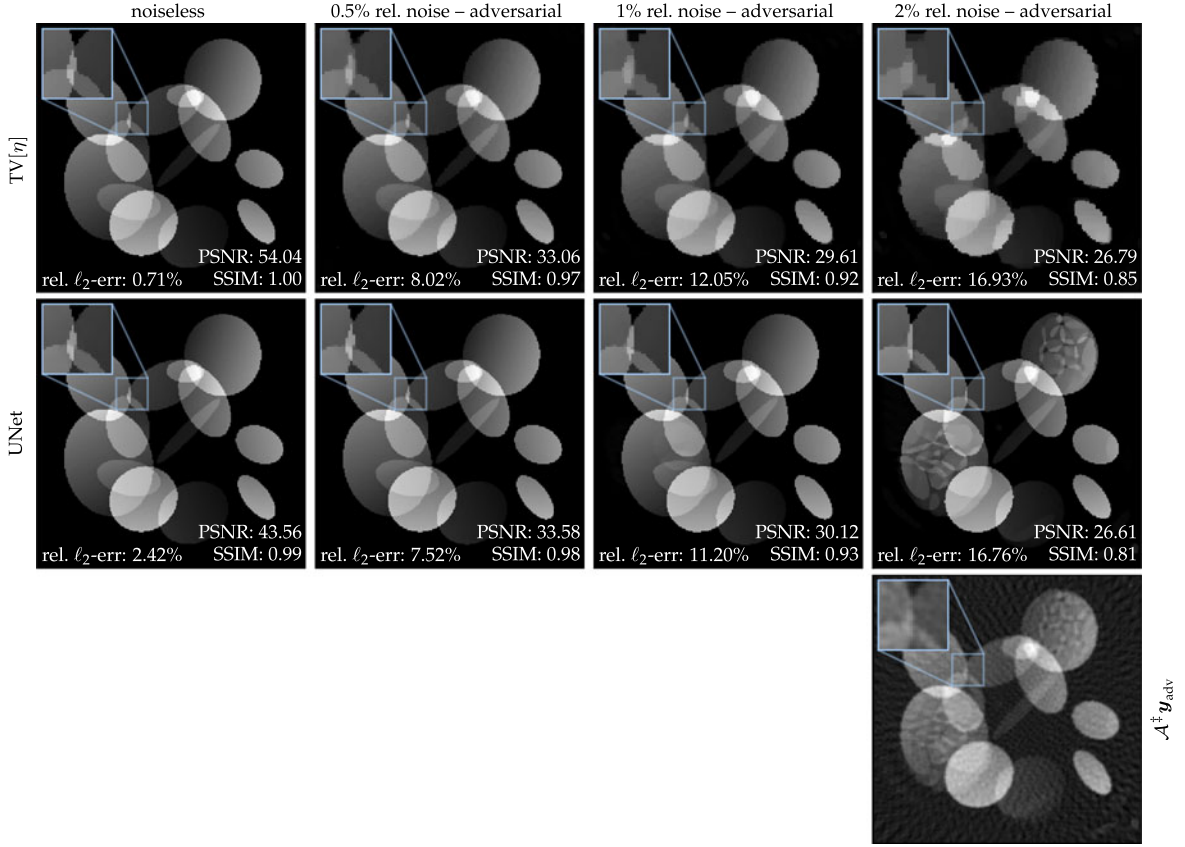 noiseless
0.5% rel. noise – adversarial
1% rel. noise – adversarial
2% rel. noise – adversarial
TV[η]
PSNR: 54.04
rel. ℓ₂-err: 0.71% SSIM: 1.00
PSNR: 33.06
rel. ℓ₂-err: 8.02% SSIM: 0.97
PSNR: 29.61
rel. ℓ₂-err: 12.05% SSIM: 0.92
PSNR: 26.79
rel. ℓ₂-err: 16.93% SSIM: 0.85
UNet
PSNR: 43.56
rel. ℓ₂-err: 2.42% SSIM: 0.99
PSNR: 33.58
rel. ℓ₂-err: 7.52% SSIM: 0.98
PSNR: 30.12
rel. ℓ₂-err: 11.20% SSIM: 0.93
PSNR: 26.61
rel. ℓ₂-err: 16.76% SSIM: 0.81
𝒜‡y_adv